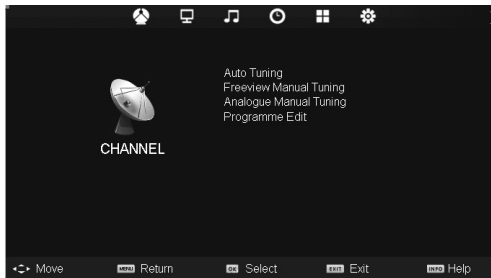 Auto Tuning
Freeview Manual Tuning
Analogue Manual Tuning
Programme Edit
CHANNEL
Move MENU Return OK Select EXIT Exit INFO Help